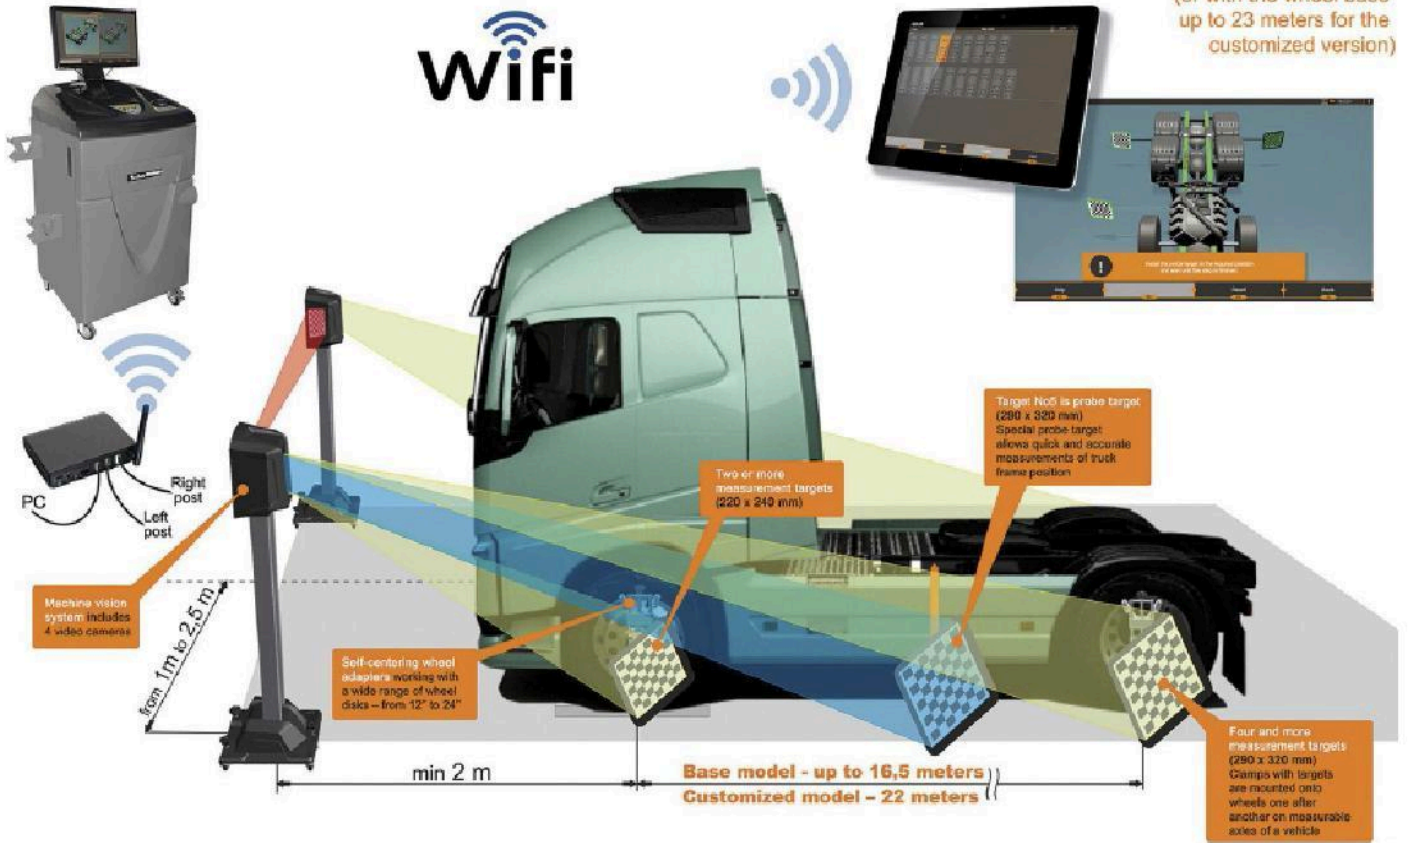 up to 23 meters for the
customized version)
Wifi
PC
Right
post
Left
post
Machine vision
system includes
4 video cameras
from 1m to 2,5 m
Self-centering wheel
adapters working with
a wide range of wheel
disks – from 12" to 24"
Two or more
measurement targets
(220 x 240 mm)
Target No5 is probe target
(290 x 320 mm)
Special probe target
allows quick and accurate
measurements of truck
frame position
min 2 m
Base model - up to 16,5 meters
Customized model – 22 meters
Four and more
measurement targets
(290 x 320 mm)
Clamps with targets
are mounted onto
wheels one after
another on measurable
axles of a vehicle